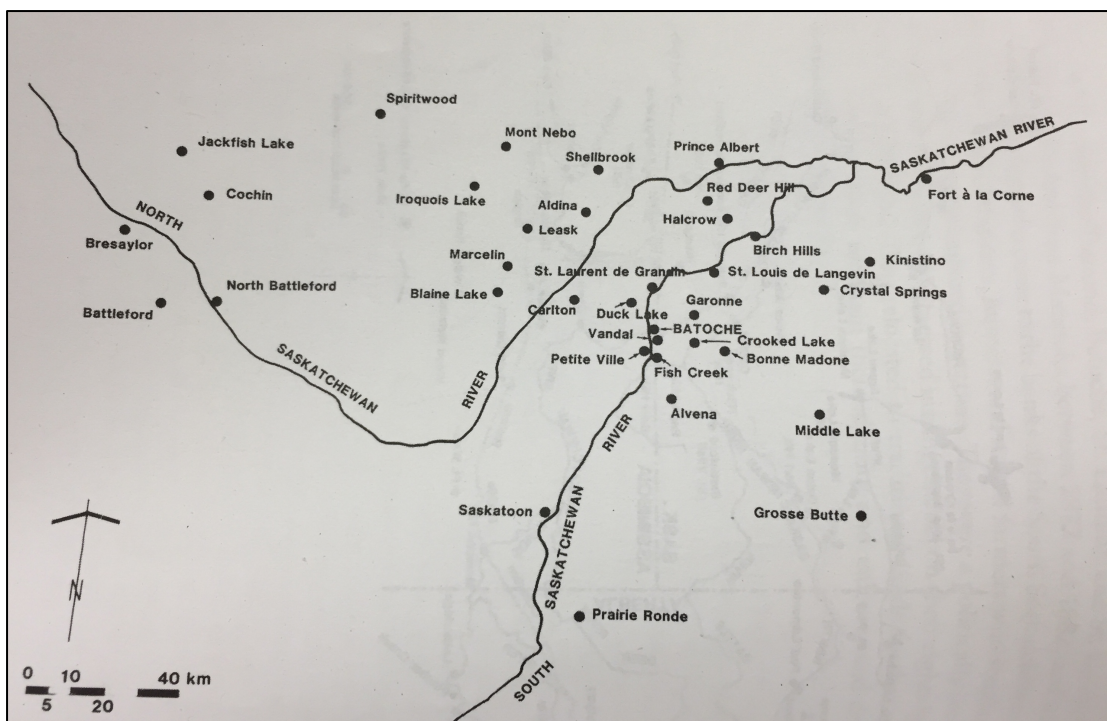 Spiritwood
Mont Nebo
Jackfish Lake
Shellbrook
Prince Albert
SASKATCHEWAN RIVER
Cochin
Iroquois Lake
Red Deer Hill
Fort à la Corne
Aldina
Halcrow
NORTH
Leask
Bresaylor
Birch Hills
Marcelin
Kinistino
St. Laurent de Grandin
St. Louis de Langevin
North Battleford
Blaine Lake
Crystal Springs
Battleford
Carlton
Duck Lake
Garonne
Vandal
BATOCHE
Crooked Lake
Petite Ville
Bonne Madone
Fish Creek
SASKATCHEWAN
RIVER
Alvena
RIVER
Middle Lake
Saskatoon
Grosse Butte
SASKATCHEWAN
N
Prairie Ronde
SOUTH
0 10 40 km
5 20